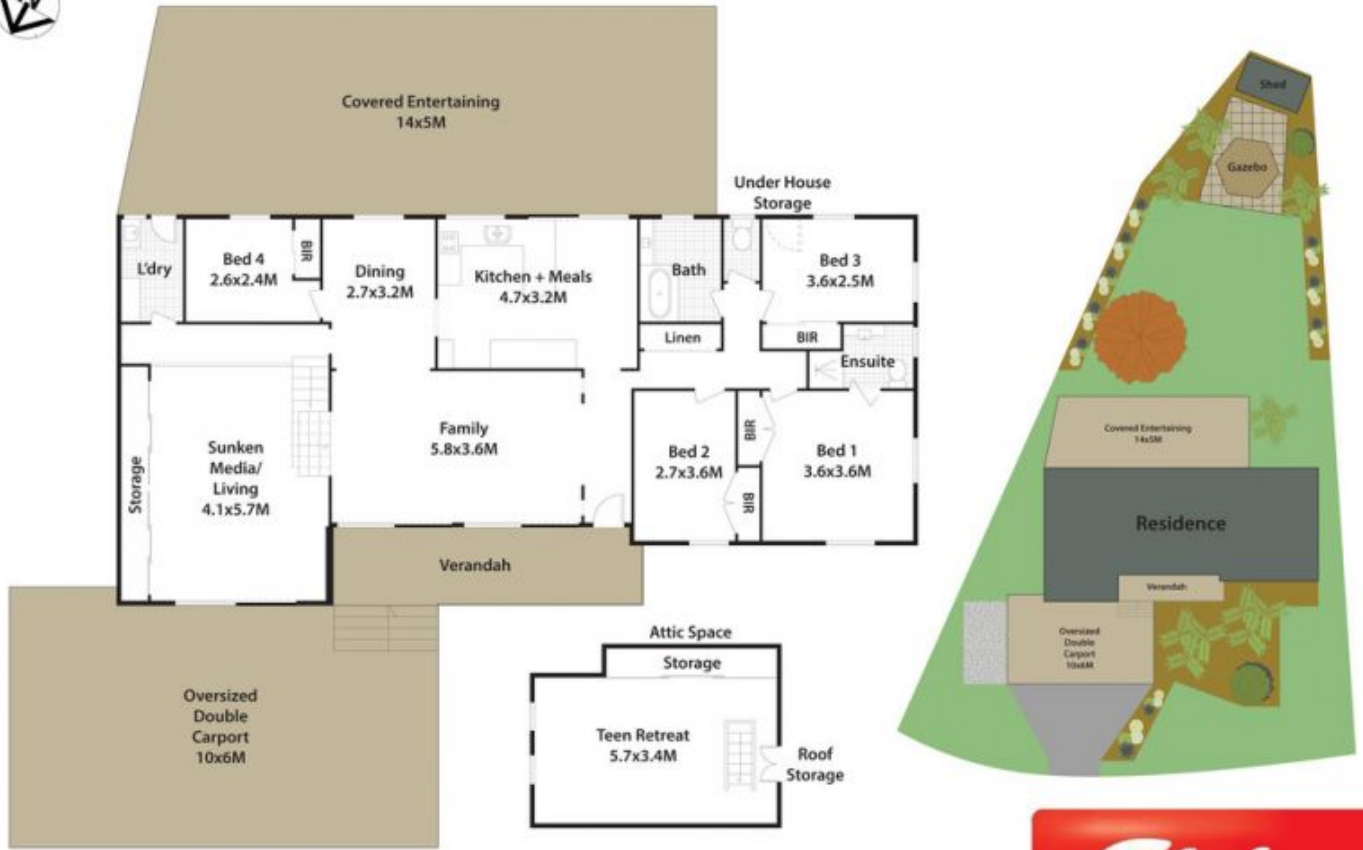 Covered Entertaining
14x5M
Under House
Storage
L'dry
Bed 4
2.6x2.4M
BIR
Dining
2.7x3.2M
Kitchen + Meals
4.7x3.2M
Bath
Bed 3
3.6x2.5M
Linen
BIR
Ensuite
Storage
Sunken
Media/
Living
4.1x5.7M
Family
5.8x3.6M
Bed 2
2.7x3.6M
BIR
BIR
Bed 1
3.6x3.6M
Verandah
Oversized
Double
Carport
10x6M
Attic Space
Storage
Teen Retreat
5.7x3.4M
Roof
Storage
Shed
Gazebo
Covered Entertaining
14x5M
Residence
Verandah
Oversized
Double
Carport
10x6M